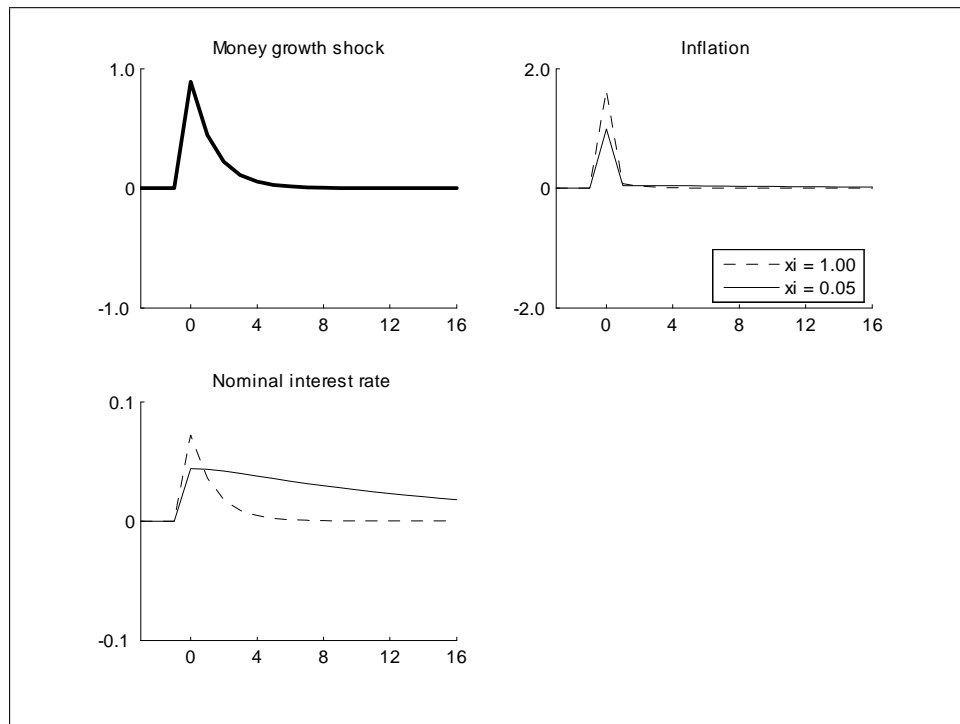 Money growth shock
1.0
0
-1.0
0 4 8 12 16
Inflation
2.0
0
-2.0
xi = 1.00
xi = 0.05
0 4 8 12 16
Nominal interest rate
0.1
0
-0.1
0 4 8 12 16